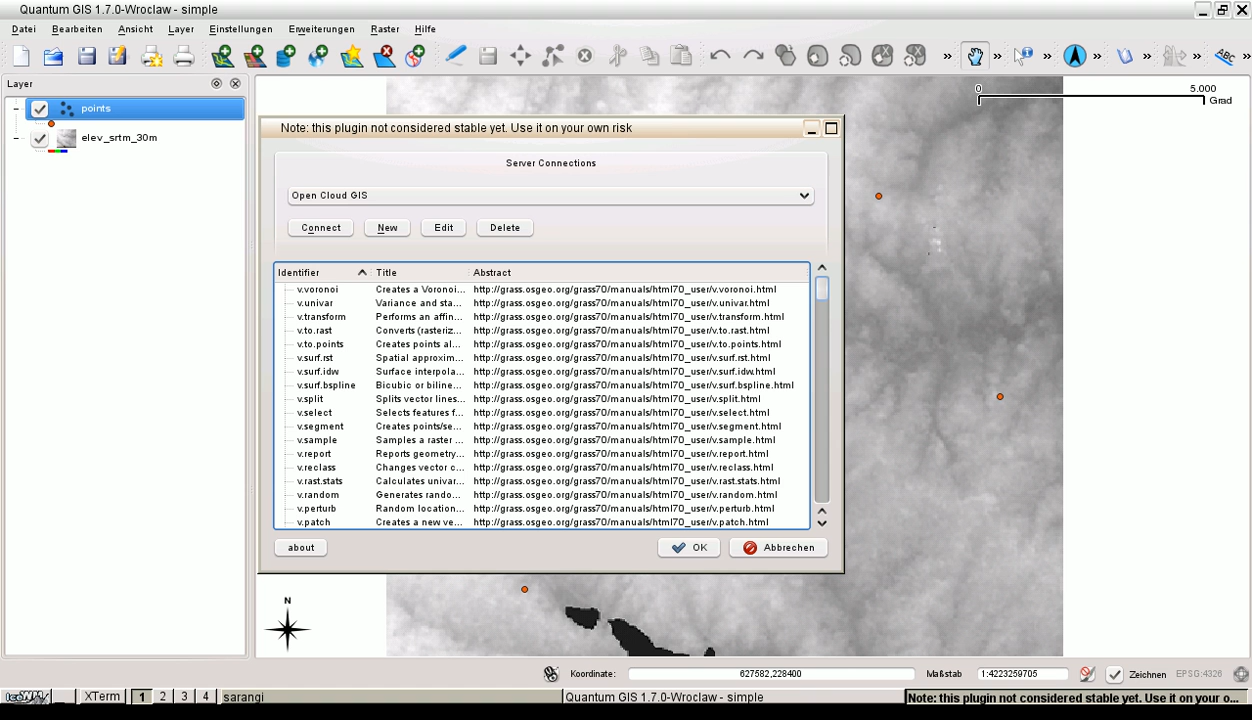 Quantum GIS 1.7.0-Wroclaw - simple
Datei Bearbeiten Ansicht Layer Einstellungen Erweiterungen Raster Hilfe
» » » » » » ABC »
Layer
points
elev_srtm_30m
0 5.000
Grad
Note: this plugin not considered stable yet. Use it on your own risk
Server Connections
Open Cloud GIS
Connect New Edit Delete
Identifier Title Abstract
v.voronoi Creates a Voronoi... http://grass.osgeo.org/grass70/manuals/html70_user/v.voronoi.html
v.univar Variance and sta... http://grass.osgeo.org/grass70/manuals/html70_user/v.univar.html
v.transform Performs an affin... http://grass.osgeo.org/grass70/manuals/html70_user/v.transform.html
v.to.rast Converts (rasteriz... http://grass.osgeo.org/grass70/manuals/html70_user/v.to.rast.html
v.to.points Creates points al... http://grass.osgeo.org/grass70/manuals/html70_user/v.to.points.html
v.surf.rst Spatial approxim... http://grass.osgeo.org/grass70/manuals/html70_user/v.surf.rst.html
v.surf.idw Surface interpola... http://grass.osgeo.org/grass70/manuals/html70_user/v.surf.idw.html
v.surf.bspline Bicubic or biline... http://grass.osgeo.org/grass70/manuals/html70_user/v.surf.bspline.html
v.split Splits vector lines... http://grass.osgeo.org/grass70/manuals/html70_user/v.split.html
v.select Selects features f... http://grass.osgeo.org/grass70/manuals/html70_user/v.select.html
v.segment Creates points/se... http://grass.osgeo.org/grass70/manuals/html70_user/v.segment.html
v.sample Samples a raster ... http://grass.osgeo.org/grass70/manuals/html70_user/v.sample.html
v.report Reports geometry... http://grass.osgeo.org/grass70/manuals/html70_user/v.report.html
v.reclass Changes vector c... http://grass.osgeo.org/grass70/manuals/html70_user/v.reclass.html
v.rast.stats Calculates univar... http://grass.osgeo.org/grass70/manuals/html70_user/v.rast.stats.html
v.random Generates rando... http://grass.osgeo.org/grass70/manuals/html70_user/v.random.html
v.perturb Random location... http://grass.osgeo.org/grass70/manuals/html70_user/v.perturb.html
v.patch Creates a new ve... http://grass.osgeo.org/grass70/manuals/html70_user/v.patch.html
about OK Abbrechen
N
Koordinate: 627582,228400 Maßstab 1:4223259705 Zeichnen EPSG:4326
XTerm 1 2 3 4 sarangi Quantum GIS 1.7.0-Wroclaw - simple Note: this plugin not considered stable yet. Use it on your o...